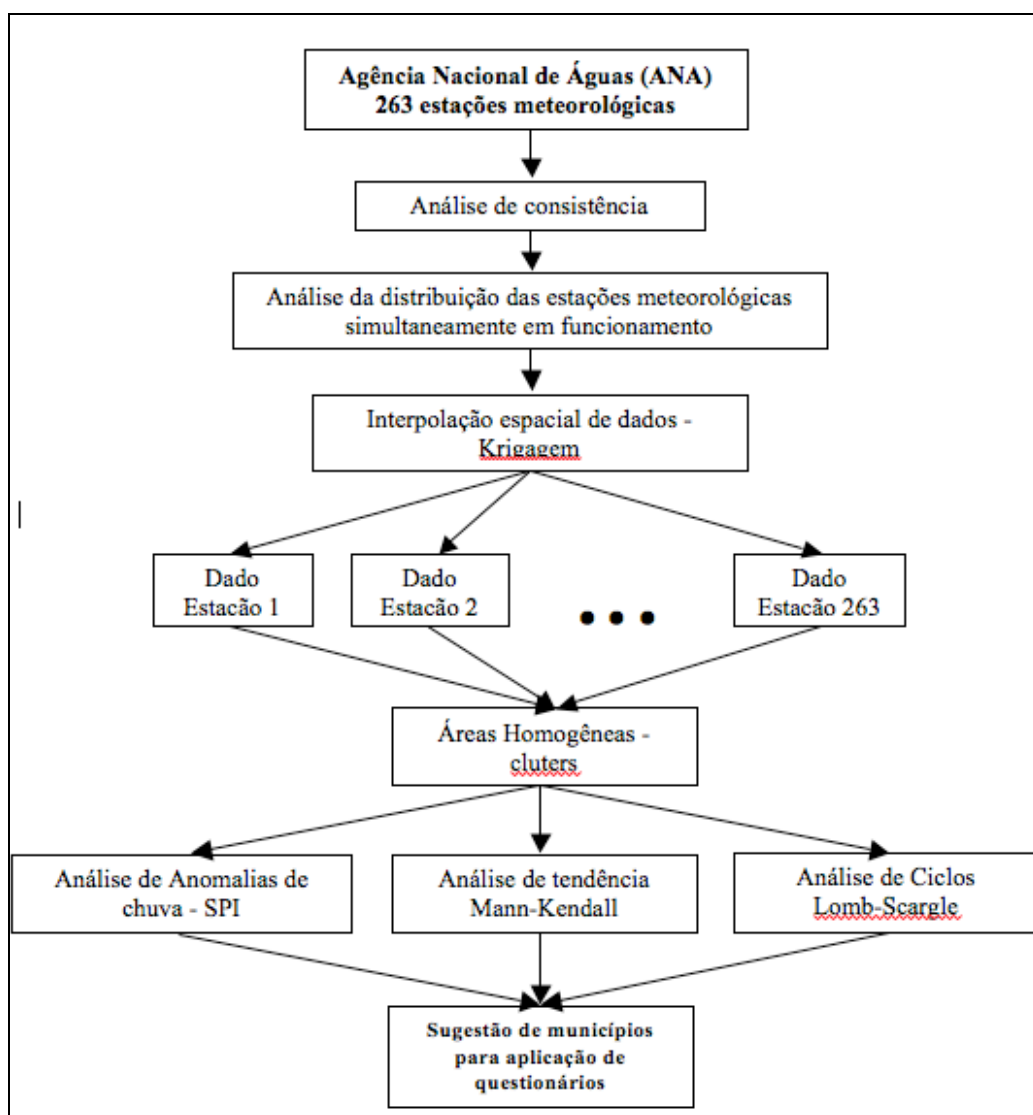 Agência Nacional de Águas (ANA)
263 estações meteorológicas
Análise de consistência
Análise da distribuição das estações meteorológicas
simultaneamente em funcionamento
Interpolação espacial de dados -
Krigagem
Dado
Estacão 1
Dado
Estacão 2
Dado
Estacão 263
Áreas Homogêneas -
cluters
Análise de Anomalias de
chuva - SPI
Análise de tendência
Mann-Kendall
Análise de Ciclos
Lomb-Scargle
Sugestão de municípios
para aplicação de
questionários